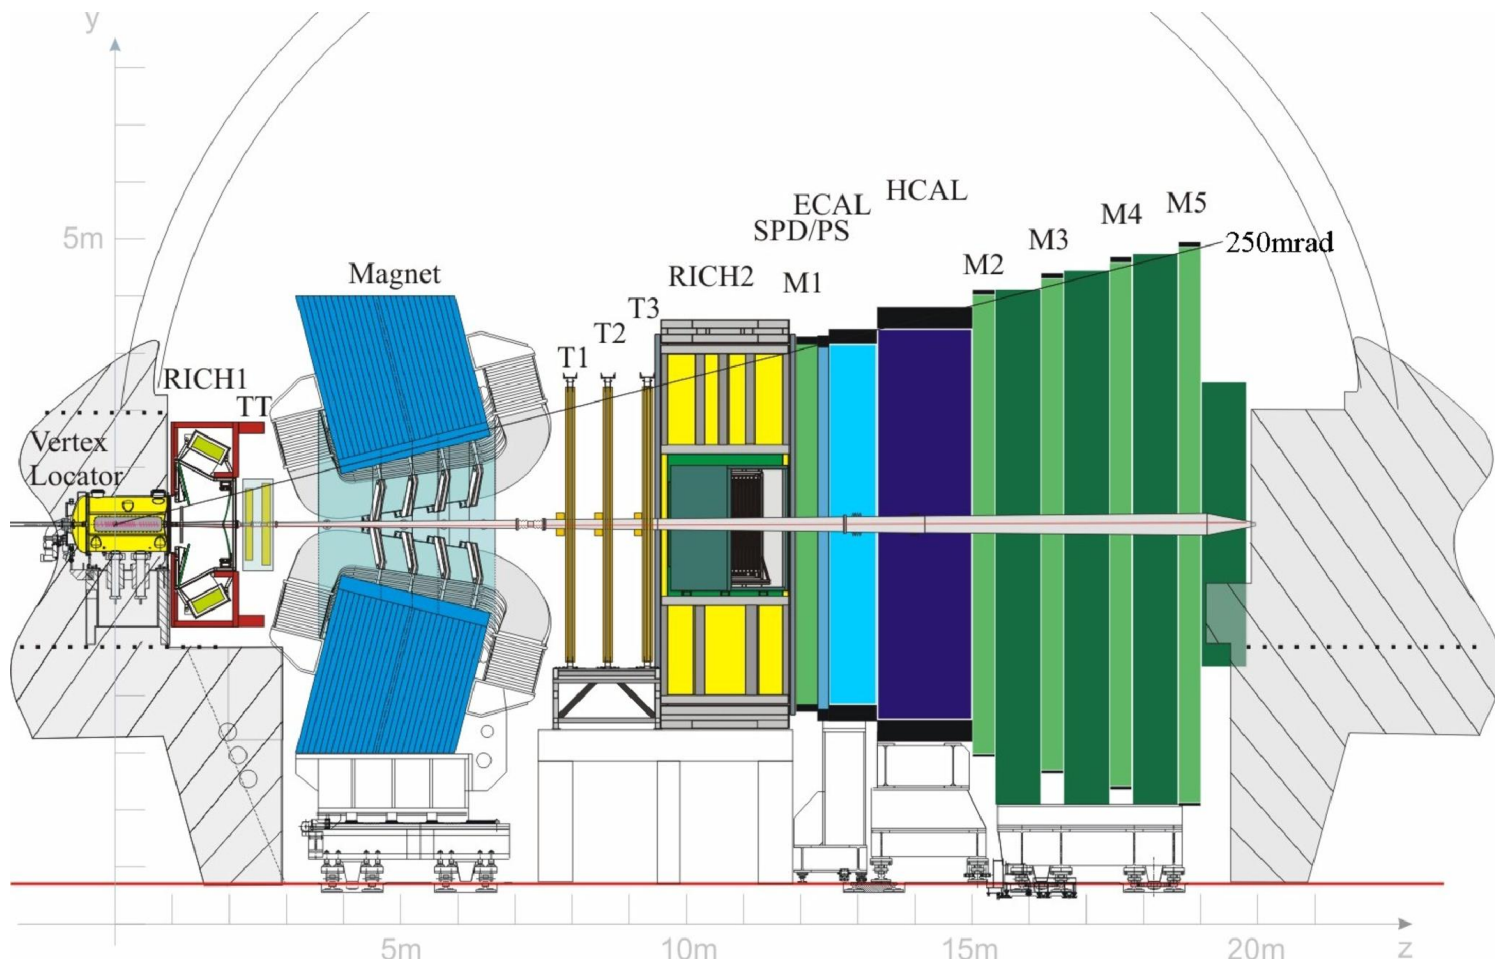 y
HCAL
ECAL
M5
M4
SPD/PS
M3
5m
250mrad
Magnet
RICH2
M2
M1
T3
T2
T1
RICH1
TT
Vertex
Locator
5m
10m
15m
20m
z